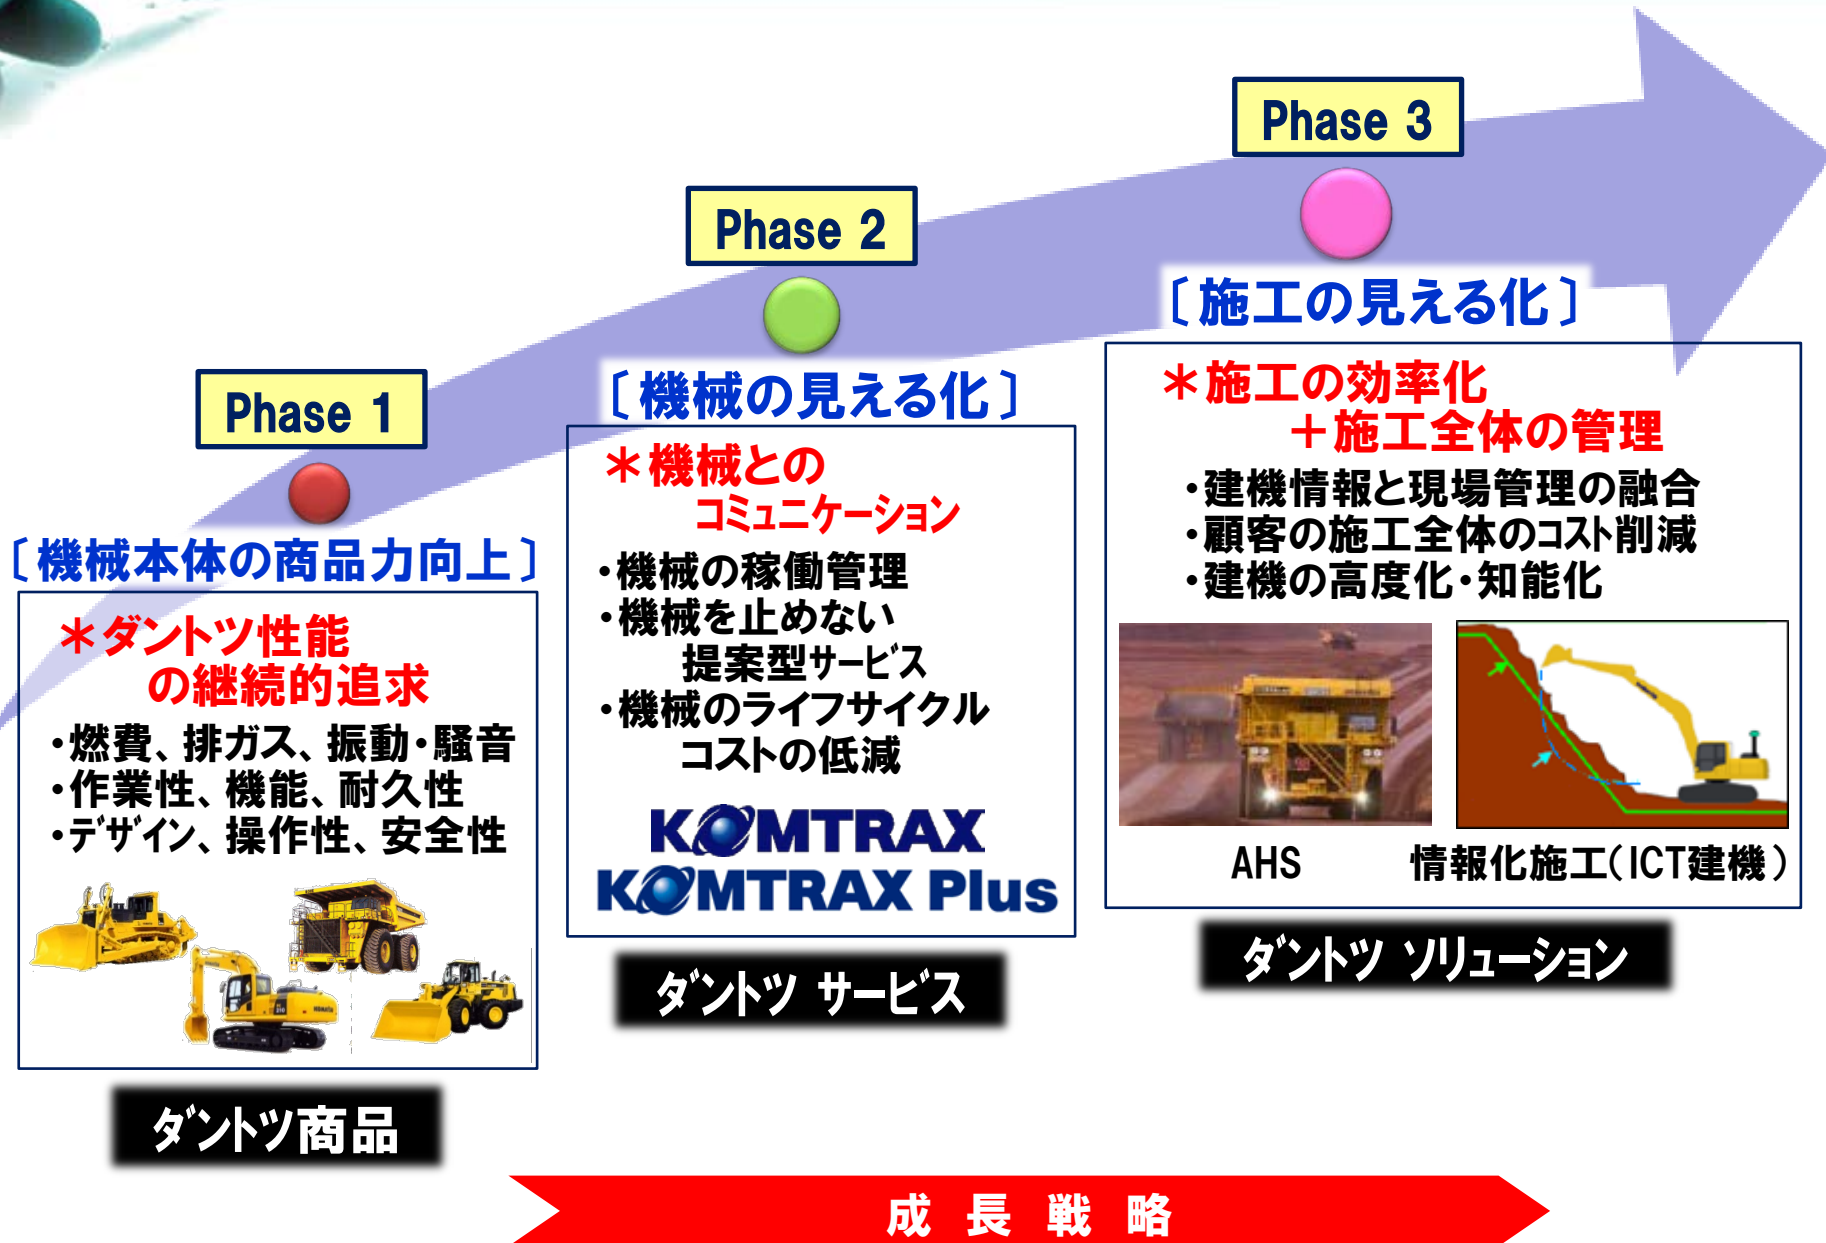 Phase 1
〔機械本体の商品力向上〕
＊ダントツ性能
の継続的追求
・燃費、排ガス、振動・騒音
・作業性、機能、耐久性
・デザイン、操作性、安全性
ダントツ商品
Phase 2
〔機械の見える化〕
＊機械との
コミュニケーション
・機械の稼働管理
・機械を止めない
提案型サービス
・機械のライフサイクル
コストの低減
KOMTRAX
KOMTRAX Plus
ダントツ サービス
Phase 3
〔施工の見える化〕
＊施工の効率化
＋施工全体の管理
・建機情報と現場管理の融合
・顧客の施工全体のコスト削減
・建機の高度化・知能化
AHS
情報化施工（ICT建機）
ダントツ ソリューション
成 長 戦 略